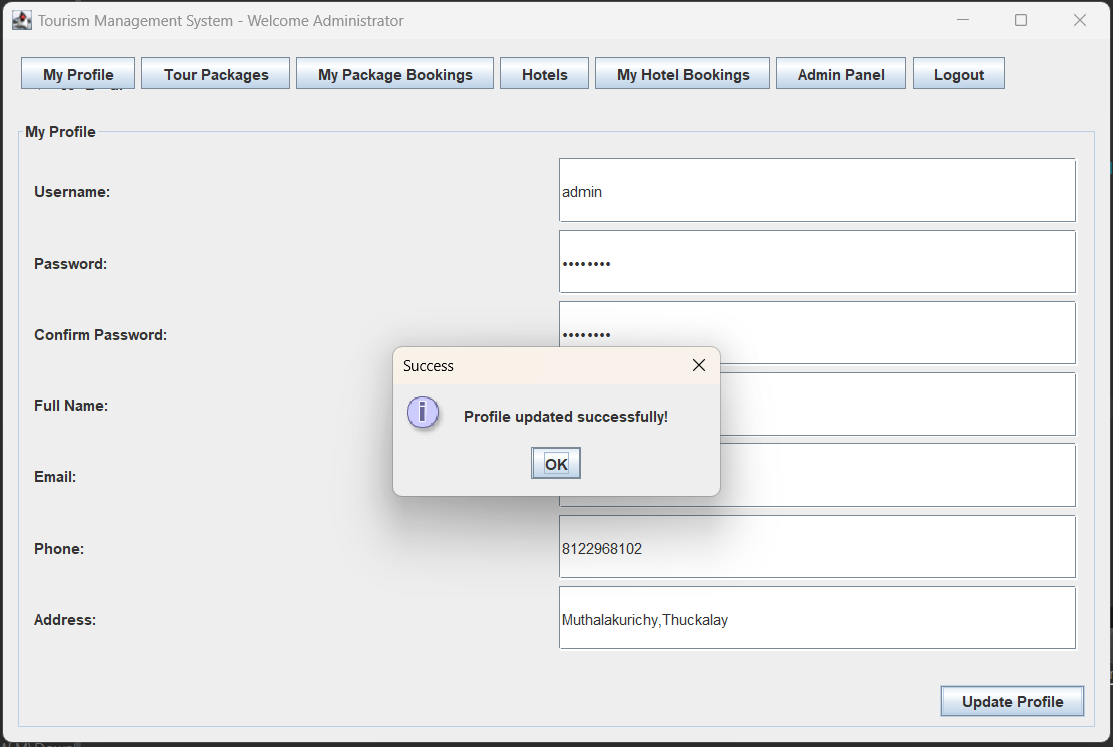 Tourism Management System - Welcome Administrator
My Profile Tour Packages My Package Bookings Hotels My Hotel Bookings Admin Panel Logout
My Profile
Username: admin
Password: ••••••••
Confirm Password: ••••••••
Success
Full Name:
Profile updated successfully!
OK
Email:
Phone: 8122968102
Address: Muthalakurichy,Thuckalay
Update Profile